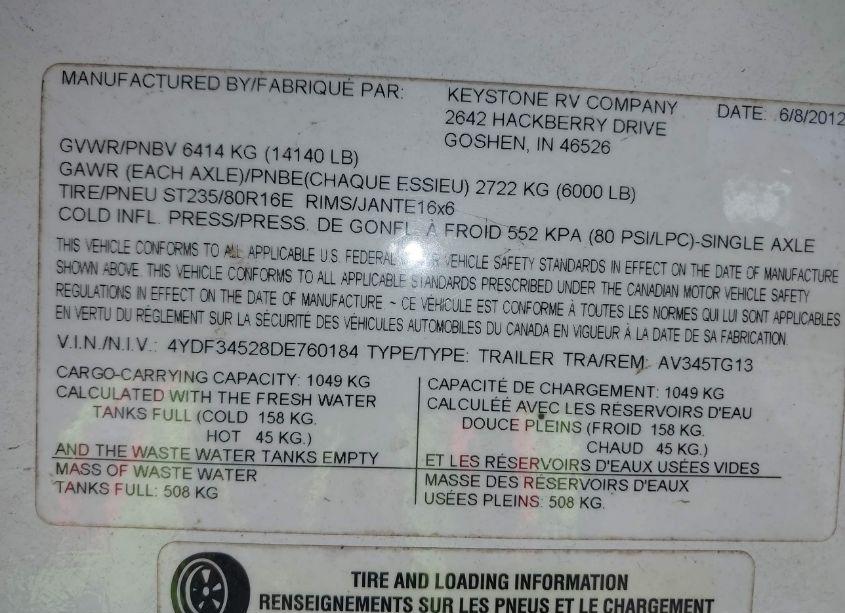 MANUFACTURED BY/FABRIQUÉ PAR: KEYSTONE RV COMPANY DATE: 6/8/2012
2642 HACKBERRY DRIVE
GOSHEN, IN 46526
GVWR/PNBV 6414 KG (14140 LB)
GAWR (EACH AXLE)/PNBE(CHAQUE ESSIEU) 2722 KG (6000 LB)
TIRE/PNEU ST235/80R16E RIMS/JANTE16x6
COLD INFL. PRESS/PRESS. DE GONFL. À FROID 552 KPA (80 PSI/LPC)-SINGLE AXLE
THIS VEHICLE CONFORMS TO ALL APPLICABLE U.S. FEDERAL VEHICLE SAFETY STANDARDS IN EFFECT ON THE DATE OF MANUFACTURE
SHOWN ABOVE. THIS VEHICLE CONFORMS TO ALL APPLICABLE STANDARDS PRESCRIBED UNDER THE CANADIAN MOTOR VEHICLE SAFETY
REGULATIONS IN EFFECT ON THE DATE OF MANUFACTURE ~ CE VÉHICULE EST CONFORME À TOUTES LES NORMES QUI LUI SONT APPLICABLES
EN VERTU DU RÉGLEMENT SUR LA SÉCURITÉ DES VÉHICULES AUTOMOBILES DU CANADA EN VIGUEUR À LA DATE DE SA FABRICATION.
V.I.N./N.I.V.: 4YDF34528DE760184 TYPE/TYPE: TRAILER TRA/REM: AV345TG13
CARGO-CARRYING CAPACITY: 1049 KG
CALCULATED WITH THE FRESH WATER
TANKS FULL (COLD 158 KG.
HOT 45 KG.)
AND THE WASTE WATER TANKS EMPTY
MASS OF WASTE WATER
TANKS FULL: 508 KG
CAPACITÉ DE CHARGEMENT: 1049 KG
CALCULÉE AVEC LES RÉSERVOIRS D'EAU
DOUCE PLEINS (FROID 158 KG.
CHAUD 45 KG.)
ET LES RÉSERVOIRS D'EAUX USÉES VIDES
MASSE DES RÉSERVOIRS D'EAUX
USÉES PLEINS: 508 KG.
TIRE AND LOADING INFORMATION
RENSEIGNEMENTS SUR LES PNEUS ET LE CHARGEMENT